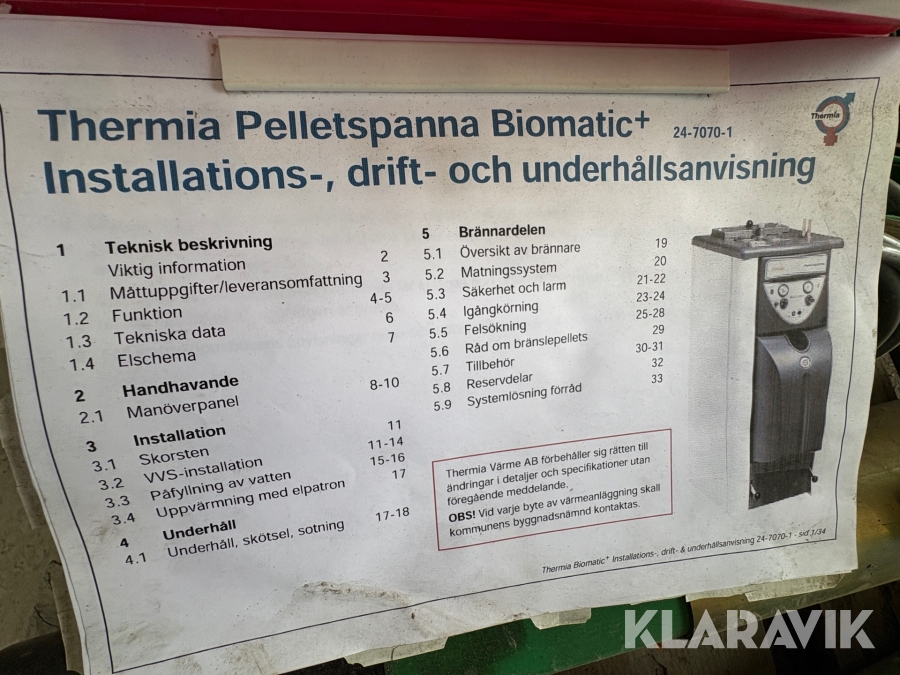 Thermia Pelletspanna Biomatic+ 24-7070-1
Thermia
Installations-, drift- och underhållsanvisning
1 Teknisk beskrivning
Viktig information 2
1.1 Måttuppgifter/leveransomfattning 3
1.2 Funktion 4-5
1.3 Tekniska data 6
1.4 Elschema 7
2 Handhavande
2.1 Manöverpanel 8-10
3 Installation
3.1 Skorsten 11
3.2 VVS-installation 11-14
3.3 Påfyllning av vatten 15-16
3.4 Uppvärmning med elpatron 17
4 Underhåll
4.1 Underhåll, skötsel, sotning 17-18
5 Brännardelen
5.1 Översikt av brännare 19
5.2 Matningssystem 20
5.3 Säkerhet och larm 21-22
5.4 Igångkörning 23-24
5.5 Felsökning 25-28
5.6 Råd om bränslepellets 29
5.7 Tillbehör 30-31
5.8 Reservdelar 32
5.9 Systemlösning förråd 33
Thermia Värme AB förbehåller sig rätten till
ändringar i detaljer och specifikationer utan
föregående meddelande.
OBS! Vid varje byte av värmeanläggning skall
kommunens byggnadsnämnd kontaktas.
Thermia Biomatic+ Installations-, drift- & underhållsanvisning 24-7070-1 - sid 1/34
KLARAVIK